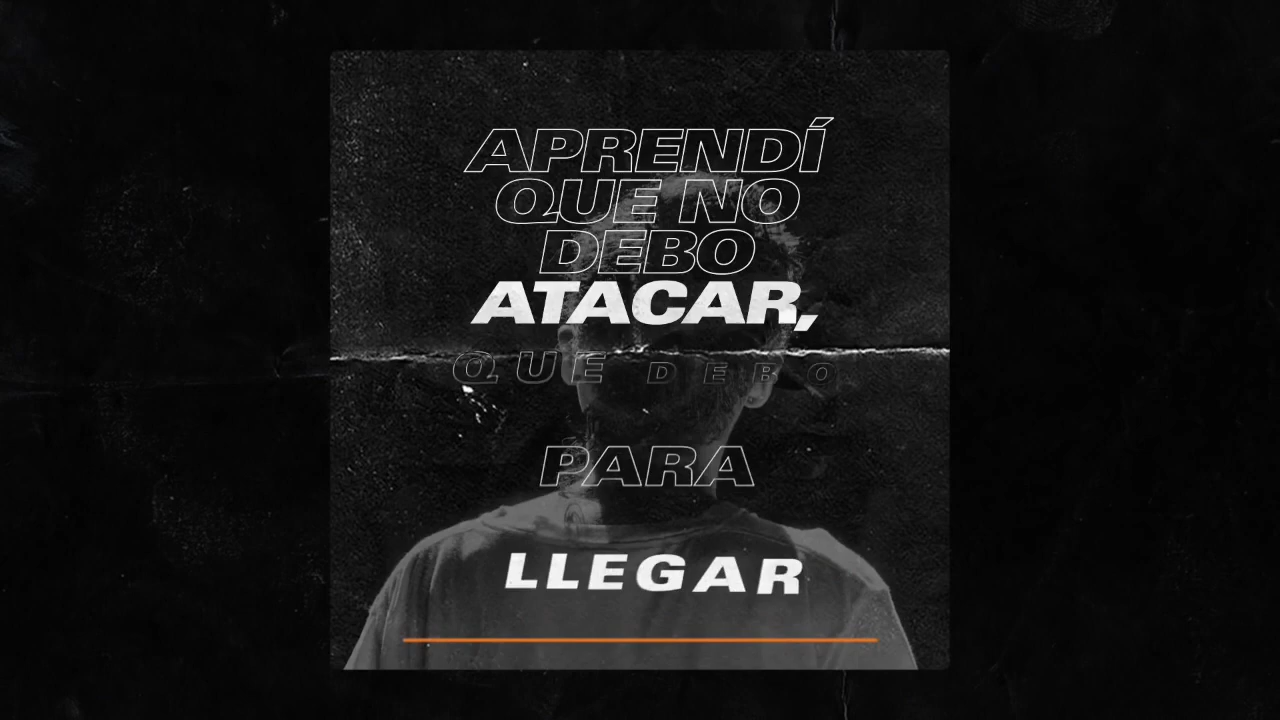 APRENDÍ
QUE NO
DEBO
ATACAR,
QUE DEBO
PARA
LLEGAR